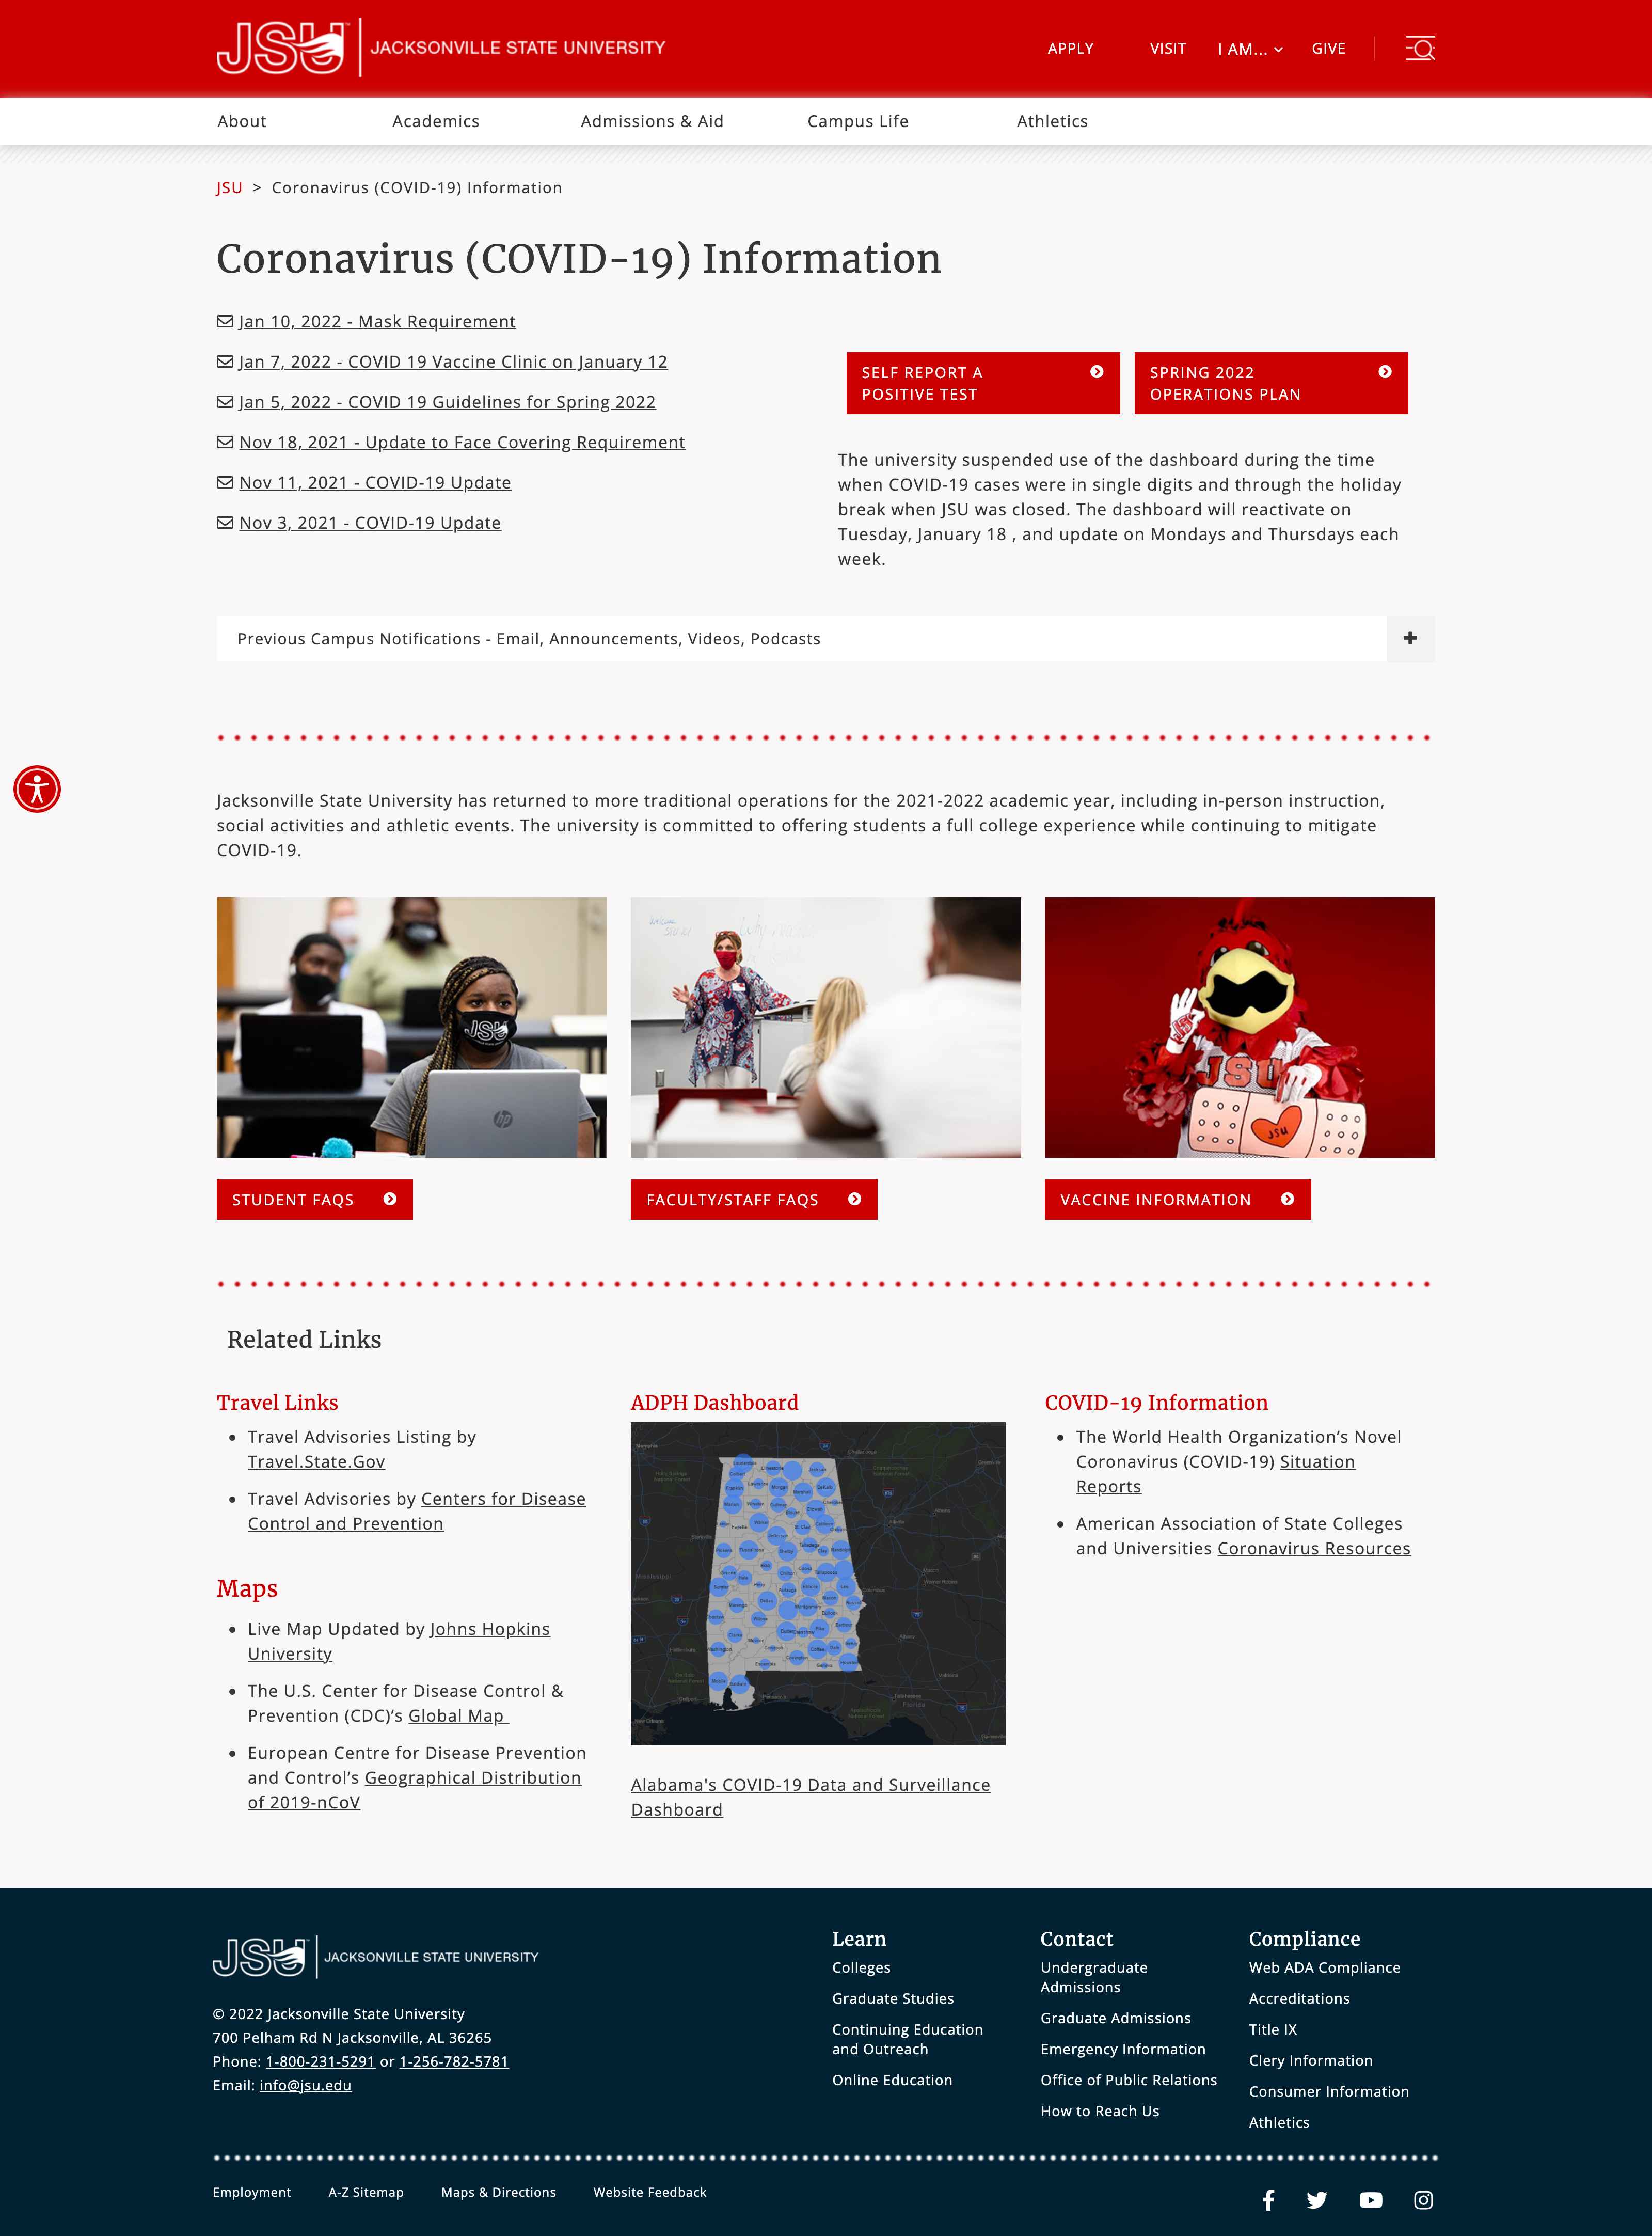 JSU JACKSONVILLE STATE UNIVERSITY
APPLY VISIT I AM... GIVE
About Academics Admissions & Aid Campus Life Athletics
JSU > Coronavirus (COVID-19) Information
Coronavirus (COVID-19) Information
Jan 10, 2022 - Mask Requirement
Jan 7, 2022 - COVID 19 Vaccine Clinic on January 12
Jan 5, 2022 - COVID 19 Guidelines for Spring 2022
Nov 18, 2021 - Update to Face Covering Requirement
Nov 11, 2021 - COVID-19 Update
Nov 3, 2021 - COVID-19 Update
SELF REPORT A
POSITIVE TEST
SPRING 2022
OPERATIONS PLAN
The university suspended use of the dashboard during the time
when COVID-19 cases were in single digits and through the holiday
break when JSU was closed. The dashboard will reactivate on
Tuesday, January 18 , and update on Mondays and Thursdays each
week.
Previous Campus Notifications - Email, Announcements, Videos, Podcasts
Jacksonville State University has returned to more traditional operations for the 2021-2022 academic year, including in-person instruction,
social activities and athletic events. The university is committed to offering students a full college experience while continuing to mitigate
COVID-19.
JSU
hp
JSU
JSU
STUDENT FAQS
FACULTY/STAFF FAQS
VACCINE INFORMATION
Related Links
Travel Links
Travel Advisories Listing by
Travel.State.Gov
Travel Advisories by Centers for Disease
Control and Prevention
Maps
Live Map Updated by Johns Hopkins
University
The U.S. Center for Disease Control &
Prevention (CDC)’s Global Map
European Centre for Disease Prevention
and Control’s Geographical Distribution
of 2019-nCoV
ADPH Dashboard
Alabama's COVID-19 Data and Surveillance
Dashboard
COVID-19 Information
The World Health Organization’s Novel
Coronavirus (COVID-19) Situation
Reports
American Association of State Colleges
and Universities Coronavirus Resources
JSU JACKSONVILLE STATE UNIVERSITY
© 2022 Jacksonville State University
700 Pelham Rd N Jacksonville, AL 36265
Phone: 1-800-231-5291 or 1-256-782-5781
Email: info@jsu.edu
Learn
Colleges
Graduate Studies
Continuing Education
and Outreach
Online Education
Contact
Undergraduate
Admissions
Graduate Admissions
Emergency Information
Office of Public Relations
How to Reach Us
Compliance
Web ADA Compliance
Accreditations
Title IX
Clery Information
Consumer Information
Athletics
Employment A-Z Sitemap Maps & Directions Website Feedback